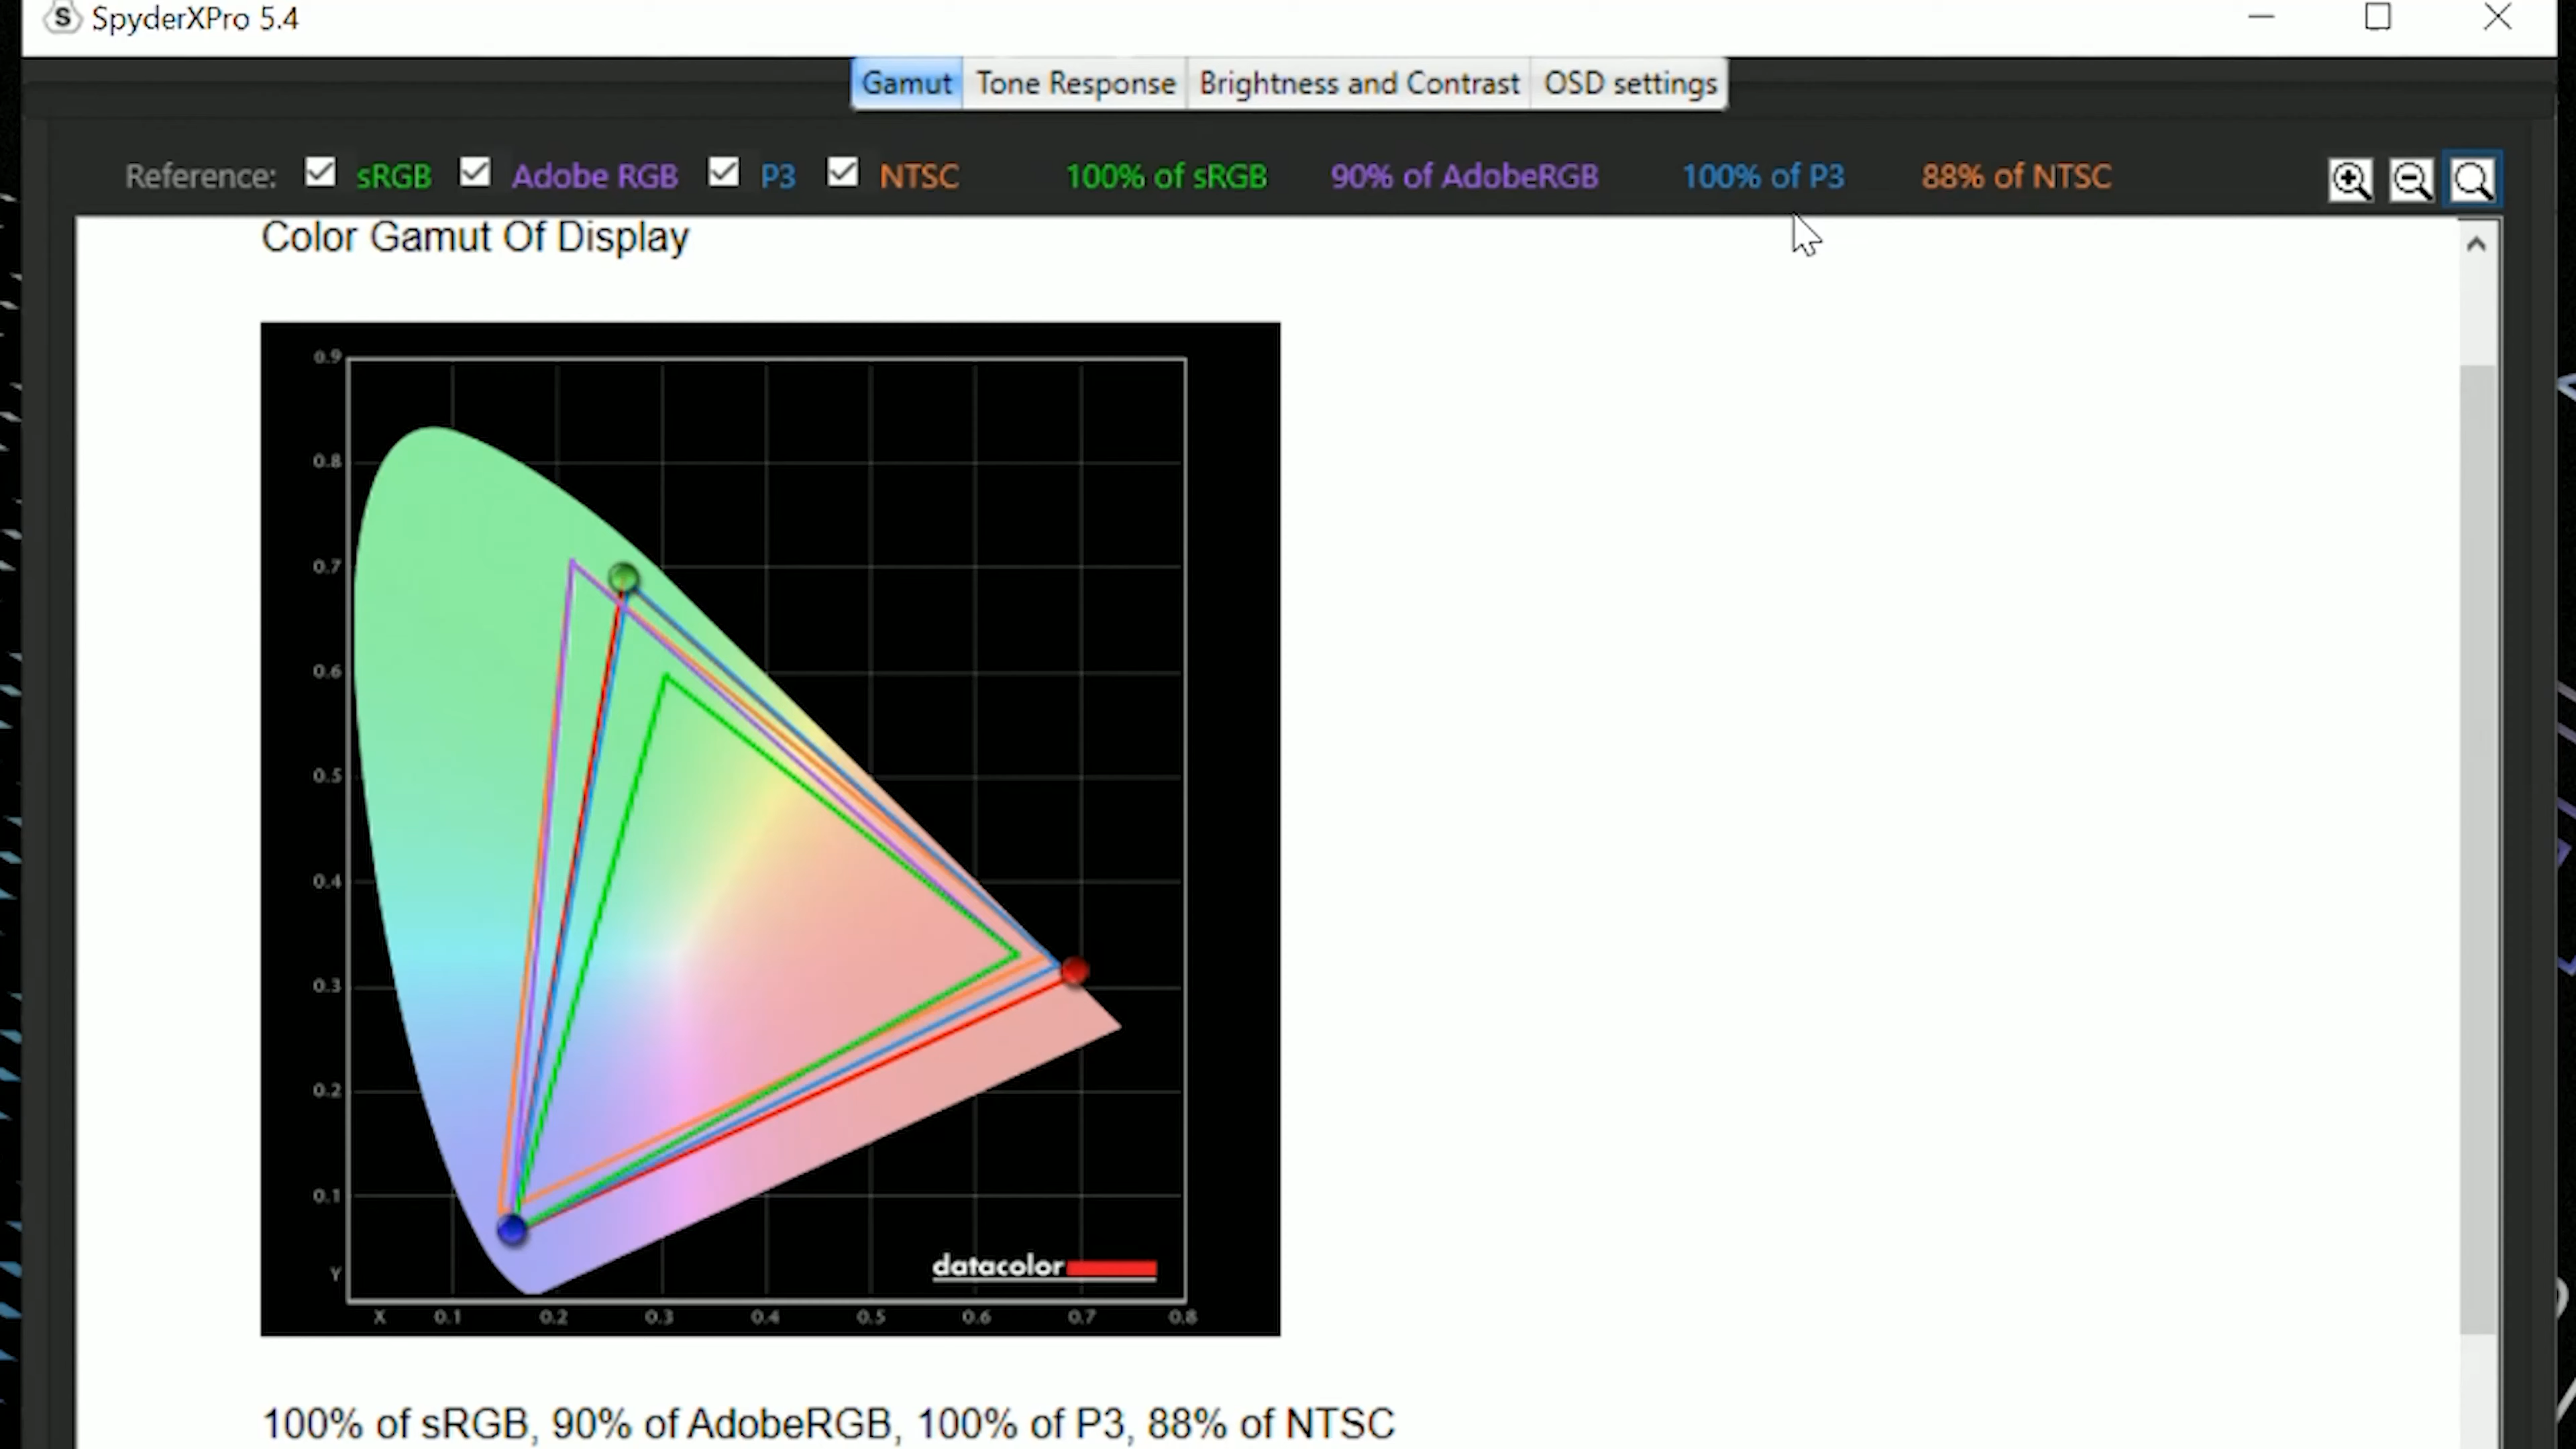 SpyderXPro 5.4
Gamut Tone Response Brightness and Contrast OSD settings
Reference: sRGB Adobe RGB P3 NTSC 100% of sRGB 90% of AdobeRGB 100% of P3 88% of NTSC
Color Gamut Of Display
0.9
0.8
0.7
0.6
0.5
0.4
0.3
0.2
0.1
Y
datacolor
X 0.1 0.2 0.3 0.4 0.5 0.6 0.7 0.8
100% of sRGB, 90% of AdobeRGB, 100% of P3, 88% of NTSC